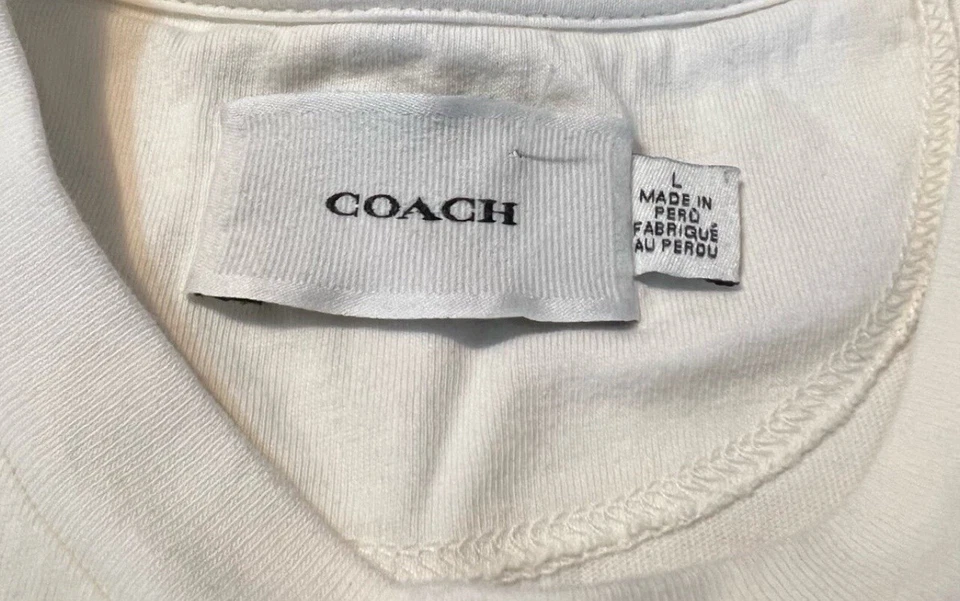 COACH
L
MADE IN
PERÚ
FABRIQUÉ
AU PEROU